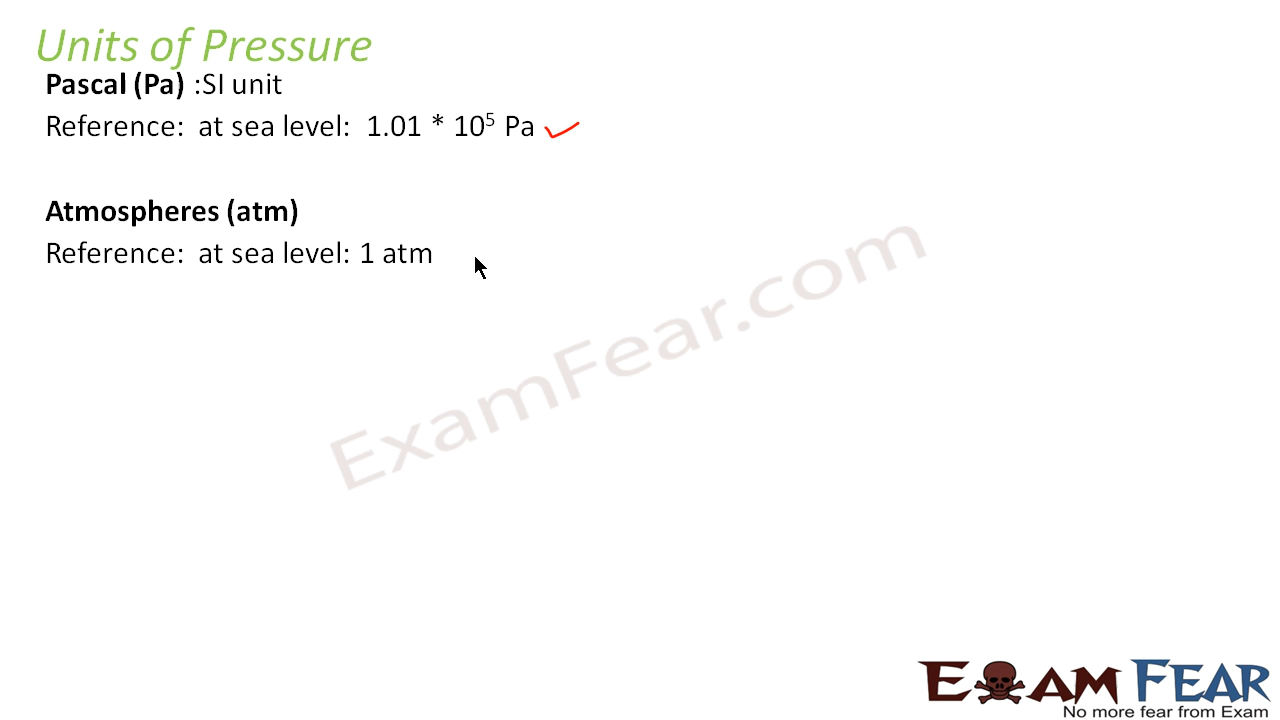 Units of Pressure
Pascal (Pa) :SI unit
Reference: at sea level: 1.01 * 10⁵ Pa
Atmospheres (atm)
Reference: at sea level: 1 atm
ExamFear.com
EXAM FEAR
No more fear from Exam